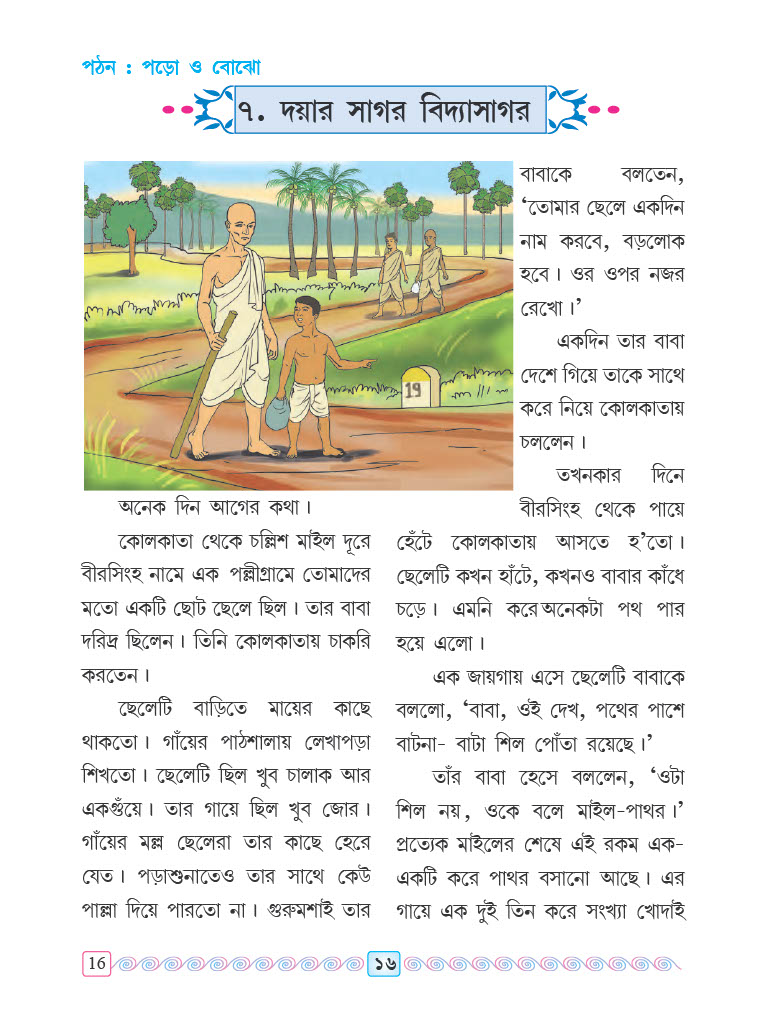 পঠন : পড়ো ও বোঝো
৭. দয়ার সাগর বিদ্যাসাগর
19
অনেক দিন আগের কথা।
কোলকাতা থেকে চল্লিশ মাইল দূরে
বীরসিংহ নামে এক পল্লীগ্রামে তোমাদের
মতো একটি ছোট ছেলে ছিল। তার বাবা
দরিদ্র ছিলেন। তিনি কোলকাতায় চাকরি
করতেন।
ছেলেটি বাড়িতে মায়ের কাছে
থাকতো। গাঁয়ের পাঠশালায় লেখাপড়া
শিখতো। ছেলেটি ছিল খুব চালাক আর
একগুঁয়ে। তার গায়ে ছিল খুব জোর।
গাঁয়ের মল্ল ছেলেরা তার কাছে হেরে
যেত। পড়াশুনাতেও তার সাথে কেউ
পাল্লা দিয়ে পারতো না। গুরুমশাই তার
বাবাকে বলতেন,
‘তোমার ছেলে একদিন
নাম করবে, বড়লোক
হবে। ওর ওপর নজর
রেখো।’
একদিন তার বাবা
দেশে গিয়ে তাকে সাথে
করে নিয়ে কোলকাতায়
চললেন।
তখনকার দিনে
বীরসিংহ থেকে পায়ে
হেঁটে কোলকাতায় আসতে হ’তো।
ছেলেটি কখন হাঁটে, কখনও বাবার কাঁধে
চড়ে। এমনি করে অনেকটা পথ পার
হয়ে এলো।
এক জায়গায় এসে ছেলেটি বাবাকে
বললো, ‘বাবা, ওই দেখ, পথের পাশে
বাটনা- বাটা শিল পোঁতা রয়েছে।’
তাঁর বাবা হেসে বললেন, ‘ওটা
শিল নয়, ওকে বলে মাইল-পাথর।’
প্রত্যেক মাইলের শেষে এই রকম এক-
একটি করে পাথর বসানো আছে। এর
গায়ে এক দুই তিন করে সংখ্যা খোদাই
16
১৬